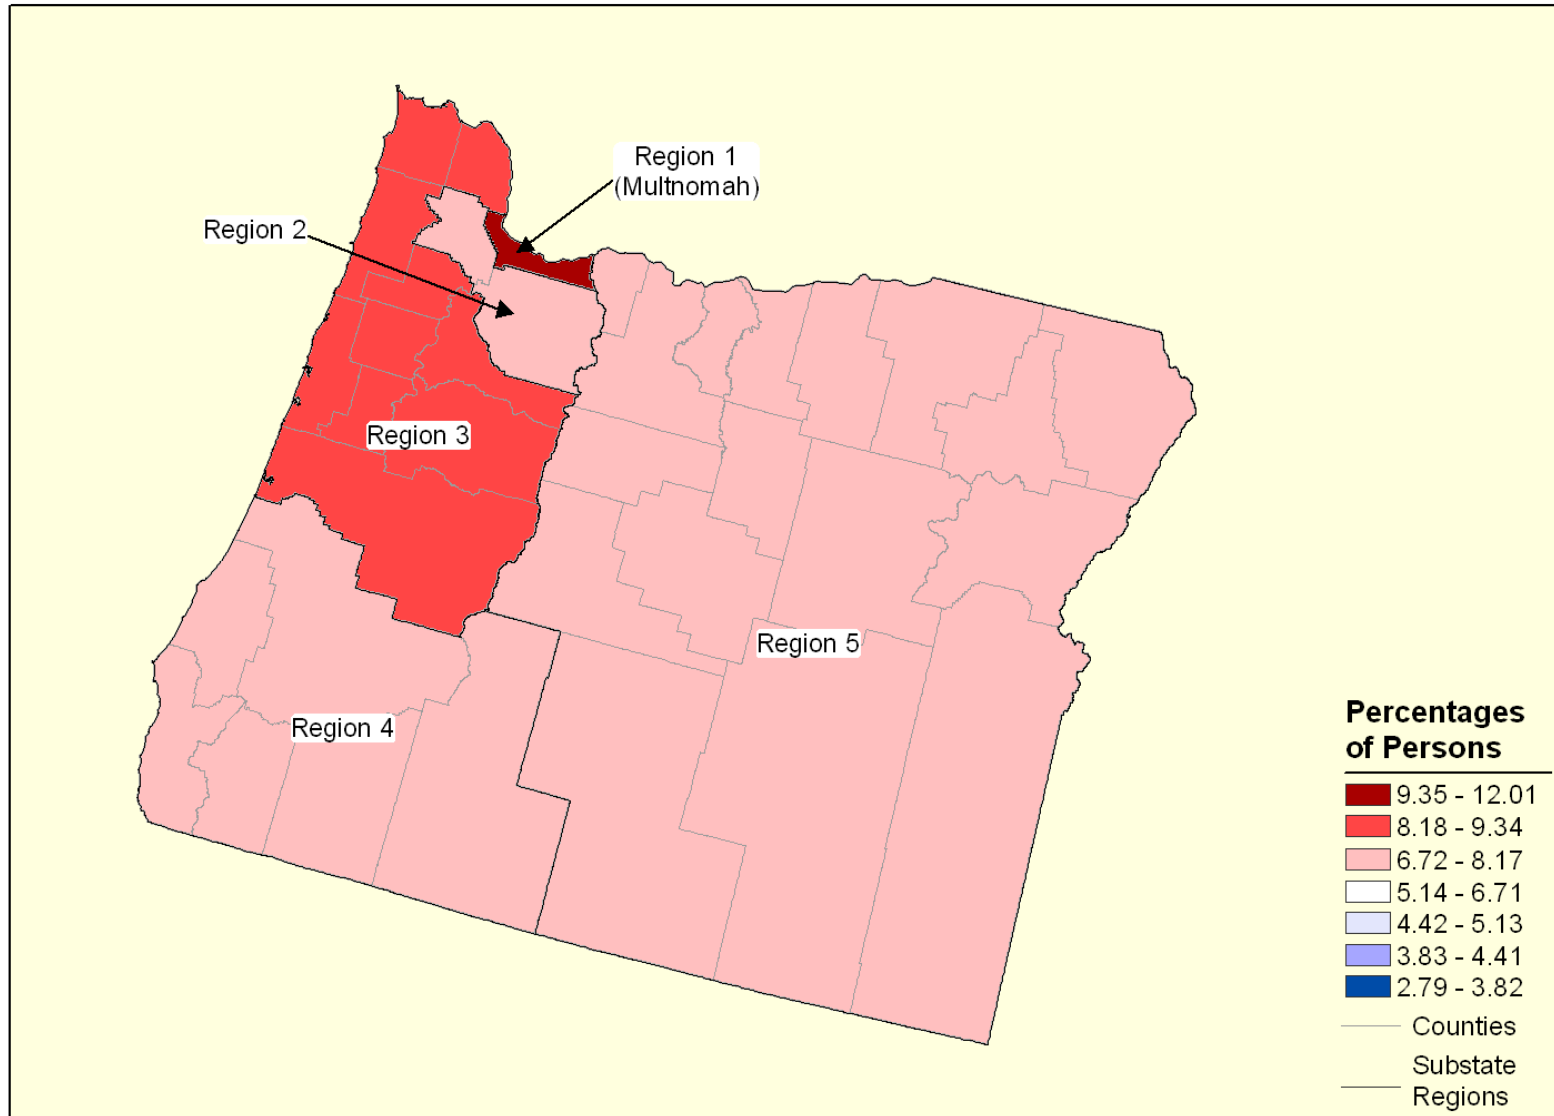 Region 1
(Multnomah)
Region 2
Region 3
Region 5
Region 4
Percentages
of Persons
9.35 - 12.01
8.18 - 9.34
6.72 - 8.17
5.14 - 6.71
4.42 - 5.13
3.83 - 4.41
2.79 - 3.82
Counties
Substate
Regions